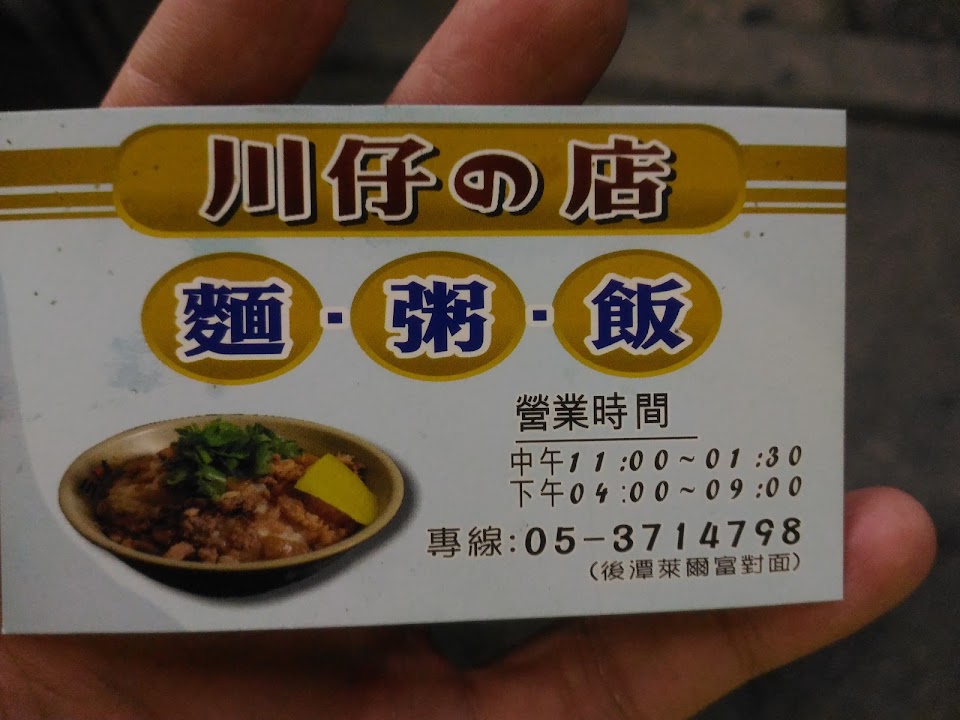 川仔の店
麵·粥·飯
營業時間
中午11:00~01:30
下午04:00~09:00
專線:05-3714798
(後潭萊爾富對面)